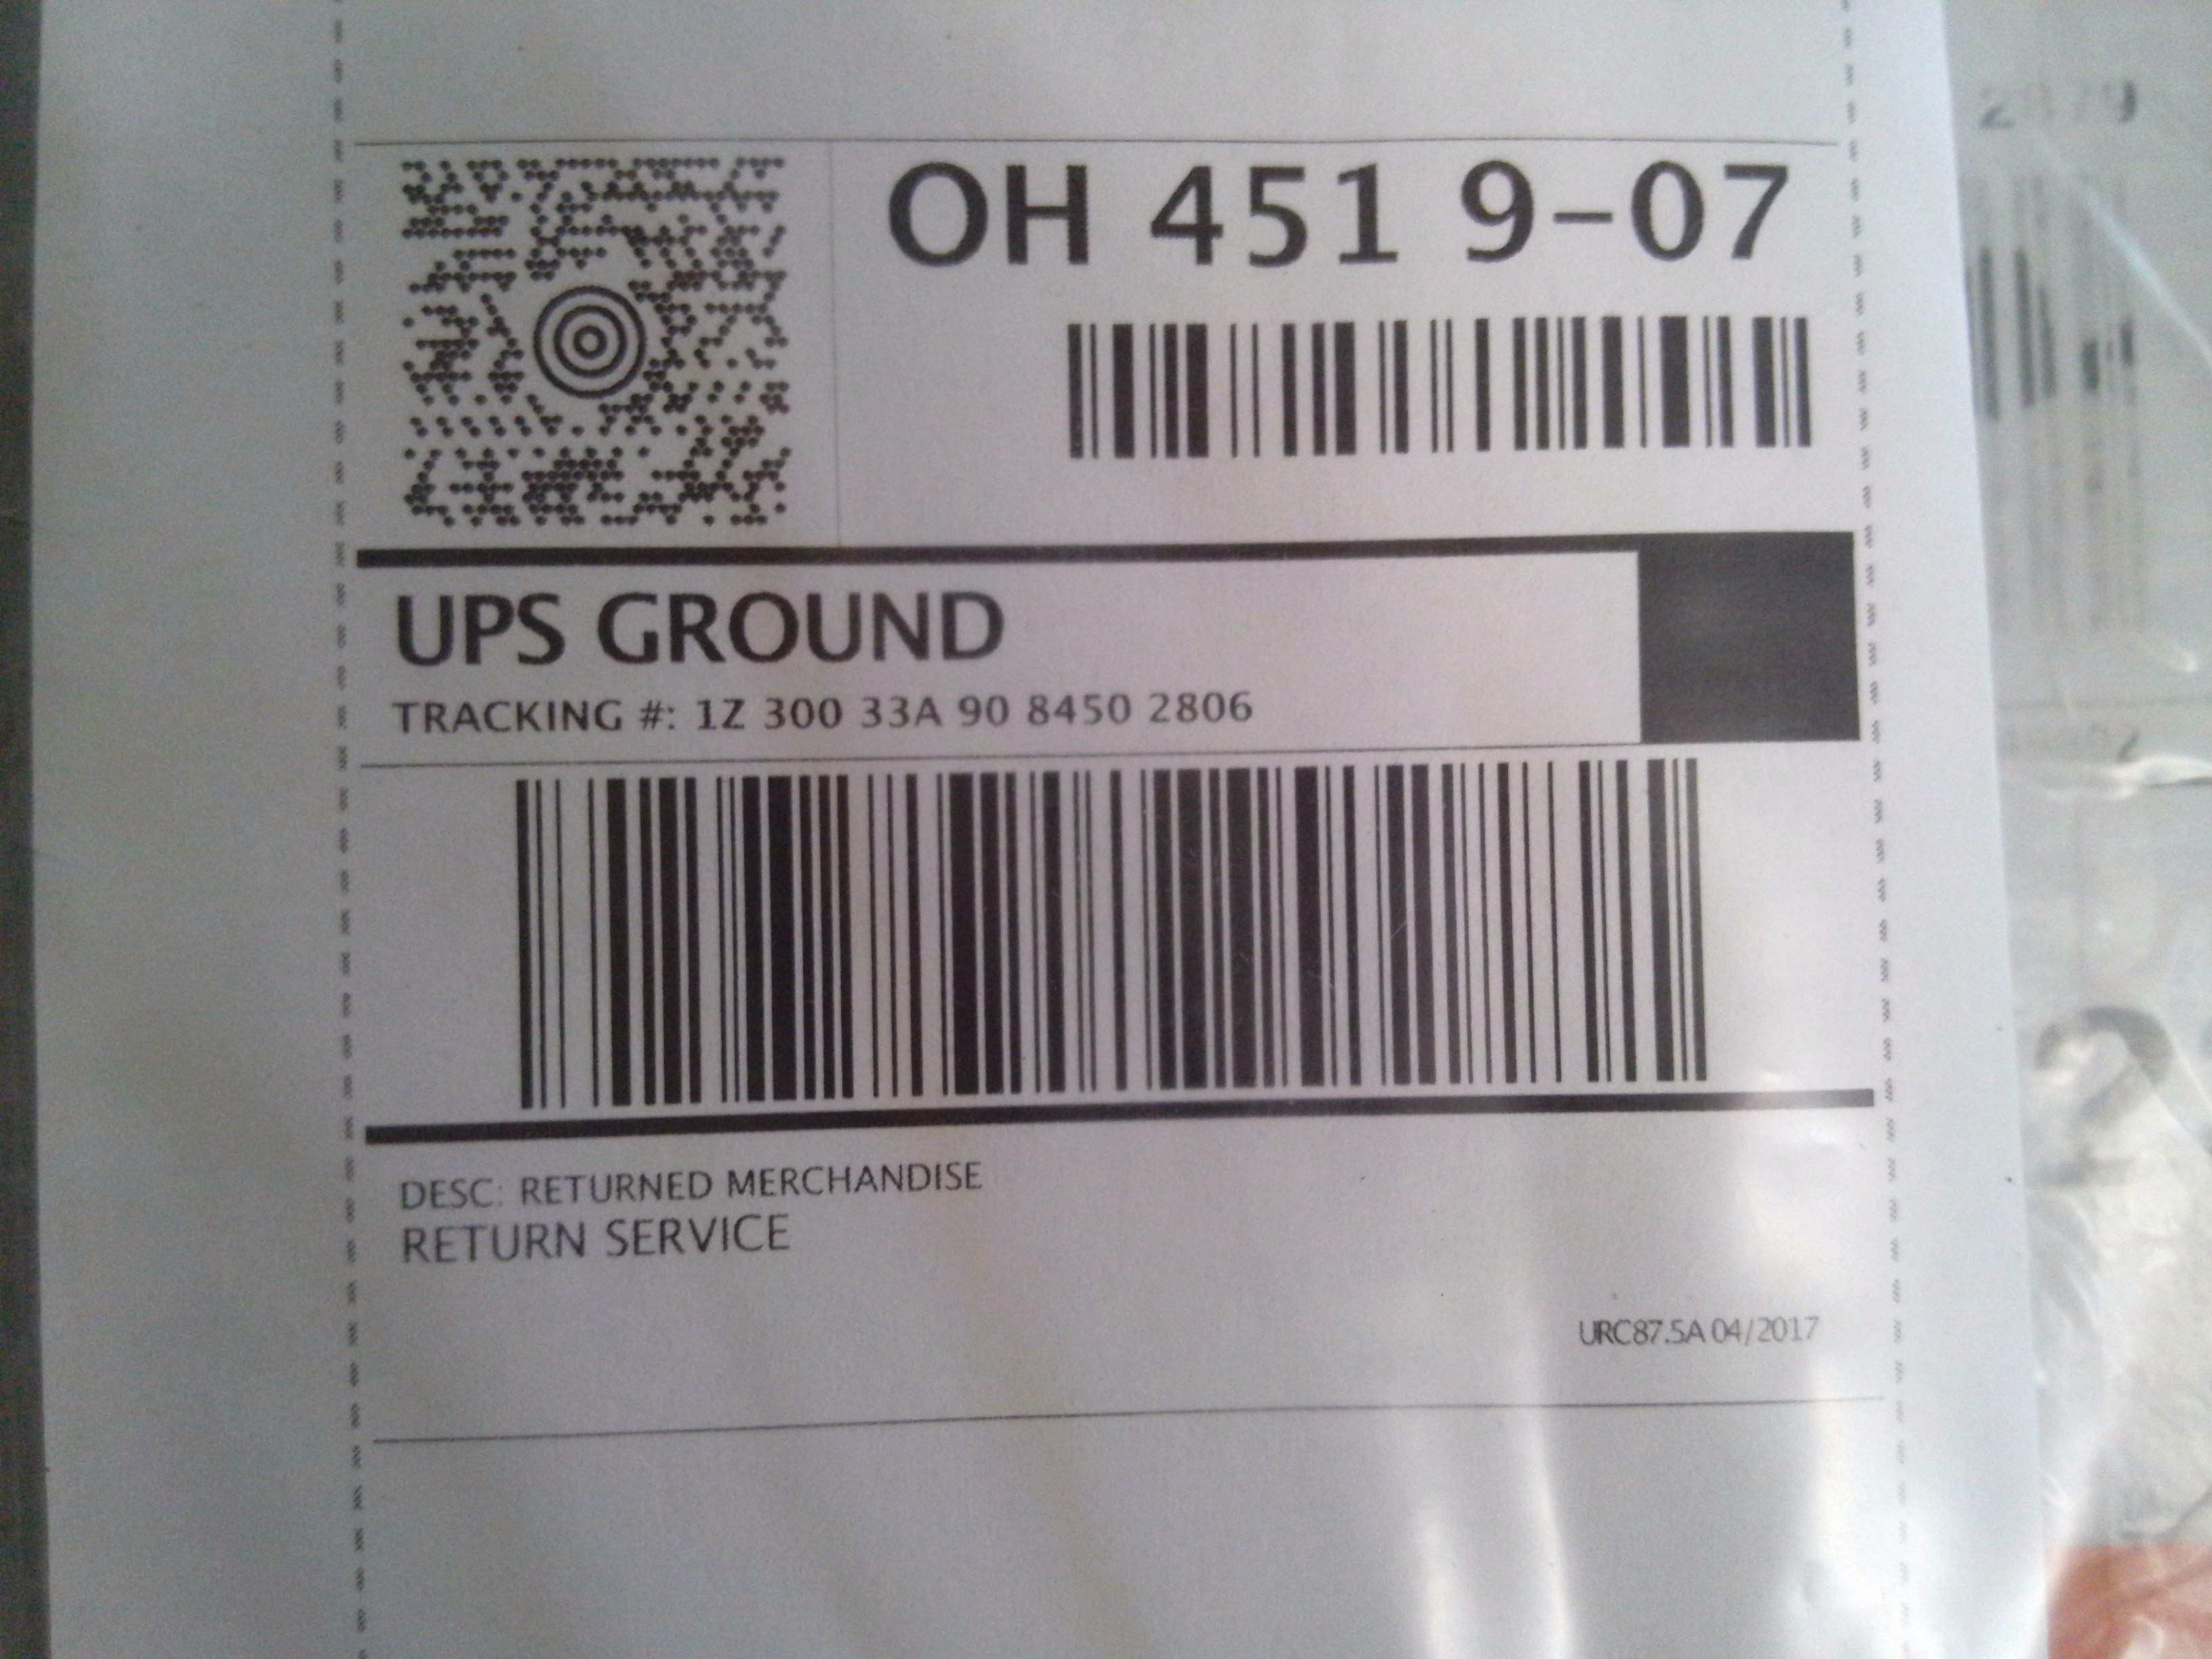 OH 451 9-07
UPS GROUND
TRACKING #: 1Z 300 33A 90 8450 2806
DESC: RETURNED MERCHANDISE
RETURN SERVICE
URC87.5A 04/2017
2